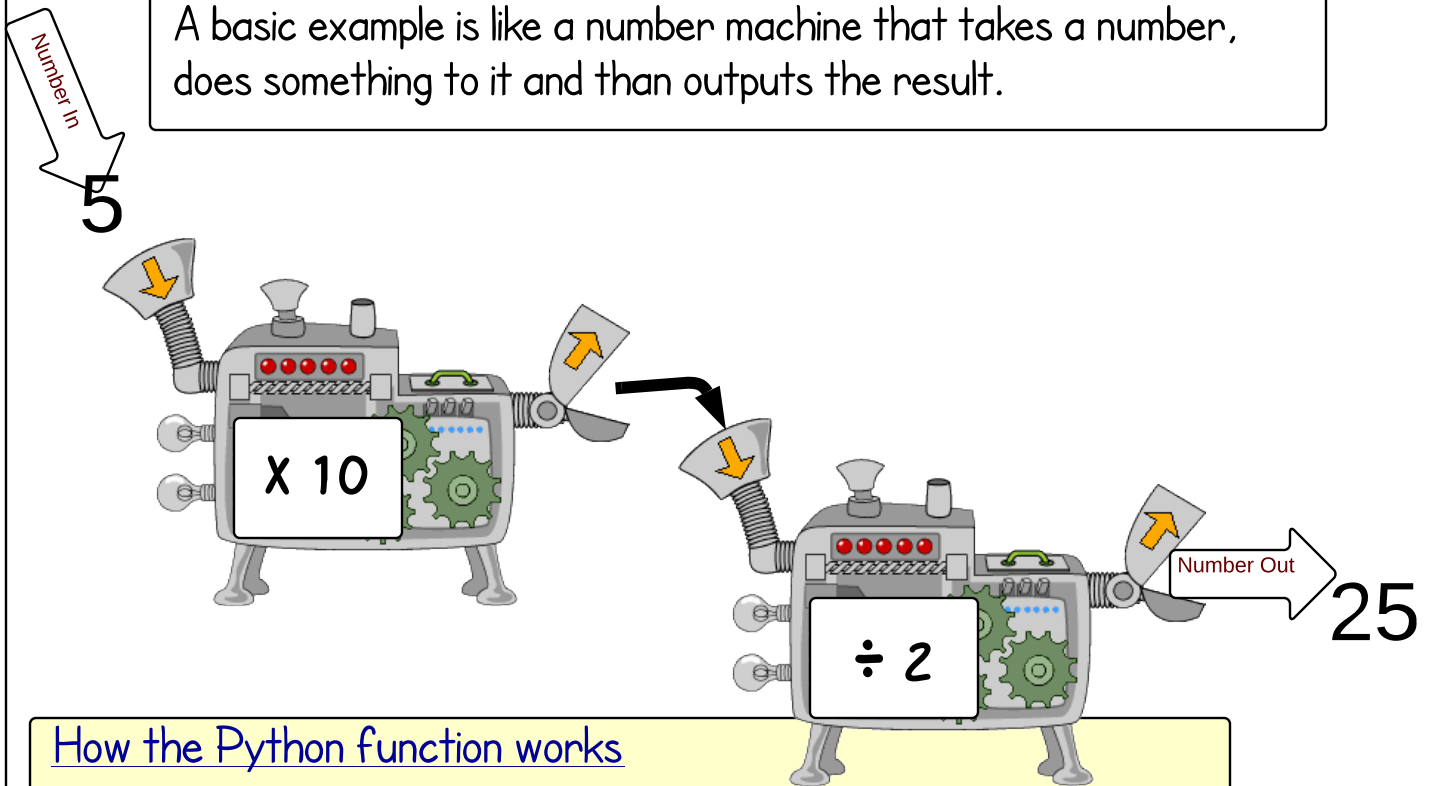 A basic example is like a number machine that takes a number,
does something to it and than outputs the result.
Number In
5
X 10
÷ 2
Number Out
25
How the Python function works